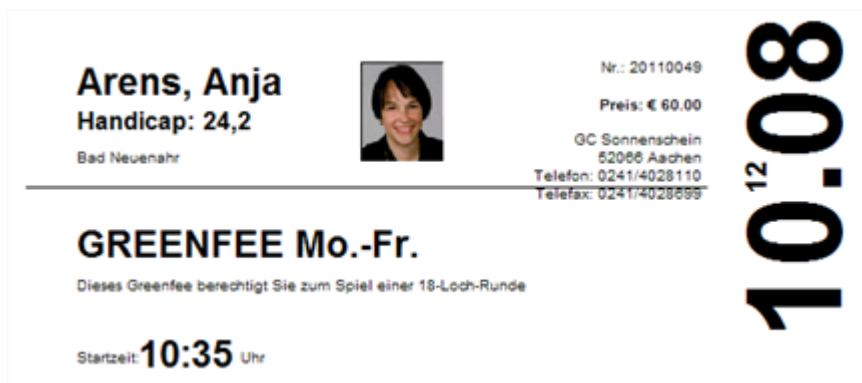 Arens, Anja
Handicap: 24,2
Bad Neuenahr
Nr.: 20110049
Preis: € 60.00
GC Sonnenschein
52066 Aachen
Telefon: 0241/4028110
Telefax: 0241/4028699
GREENFEE Mo.-Fr.
Dieses Greenfee berechtigt Sie zum Spiel einer 18-Loch-Runde
Startzeit: 10:35 Uhr
10.08
12